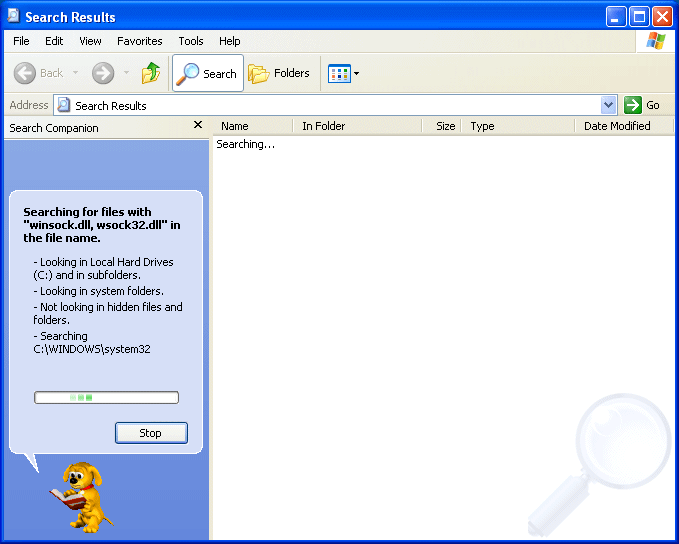 Search Results
File Edit View Favorites Tools Help
Back Search Folders
Address Search Results Go
Search Companion
Name In Folder Size Type Date Modified
Searching...
Searching for files with
"winsock.dll, wsock32.dll" in
the file name.
- Looking in Local Hard Drives
(C:) and in subfolders.
- Looking in system folders.
- Not looking in hidden files and
folders.
- Searching
C:\WINDOWS\system32
Stop